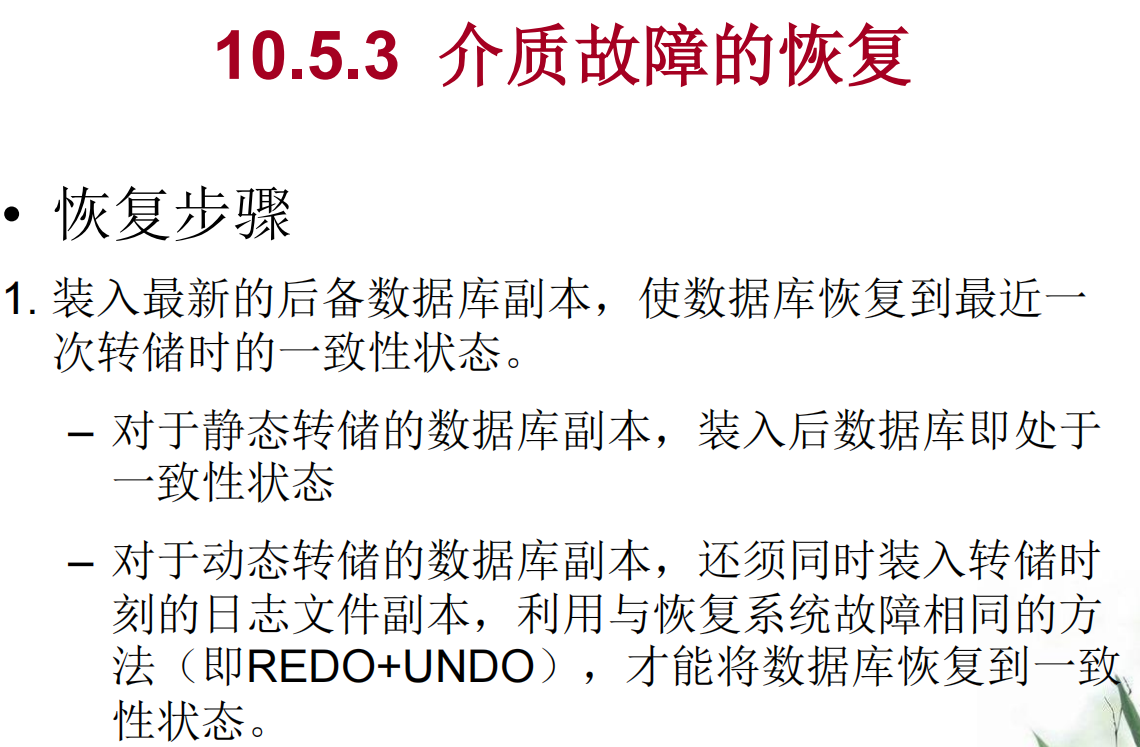 10.5.3 介质故障的恢复
• 恢复步骤
1. 装入最新的后备数据库副本，使数据库恢复到最近一
次转储时的一致性状态。
– 对于静态转储的数据库副本，装入后数据库即处于
一致性状态
– 对于动态转储的数据库副本，还须同时装入转储时
刻的日志文件副本，利用与恢复系统故障相同的方
法（即REDO+UNDO），才能将数据库恢复到一致
性状态。